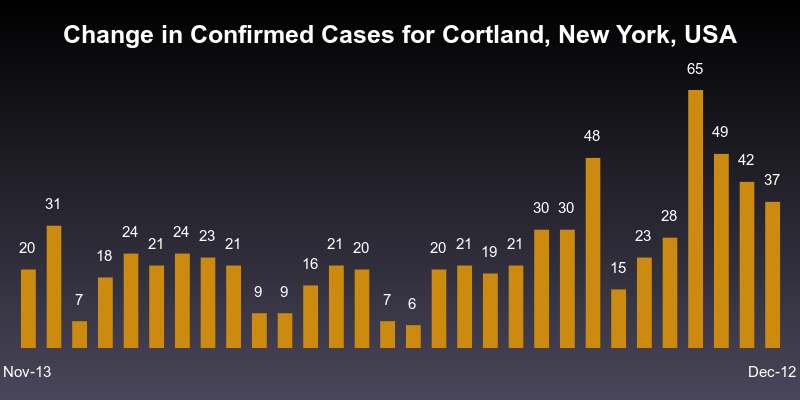 Change in Confirmed Cases for Cortland, New York, USA
20 31 7 18 24 21 24 23 21 9 9 16 21 20 7 6 20 21 19 21 30 30 48 15 23 28 65 49 42 37
Nov-13 Dec-12